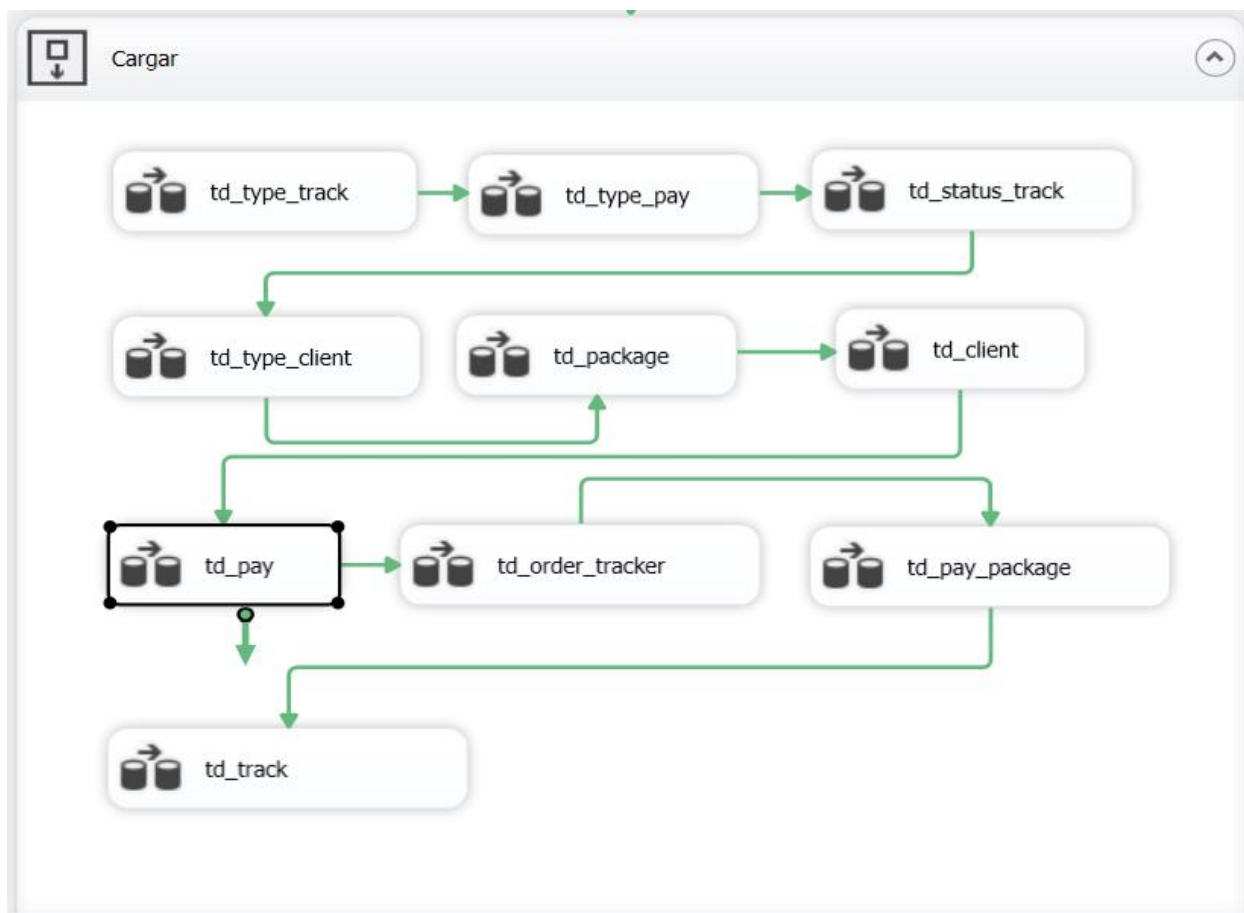 Cargar
td_type_track
td_type_pay
td_status_track
td_type_client
td_package
td_client
td_pay
td_order_tracker
td_pay_package
td_track